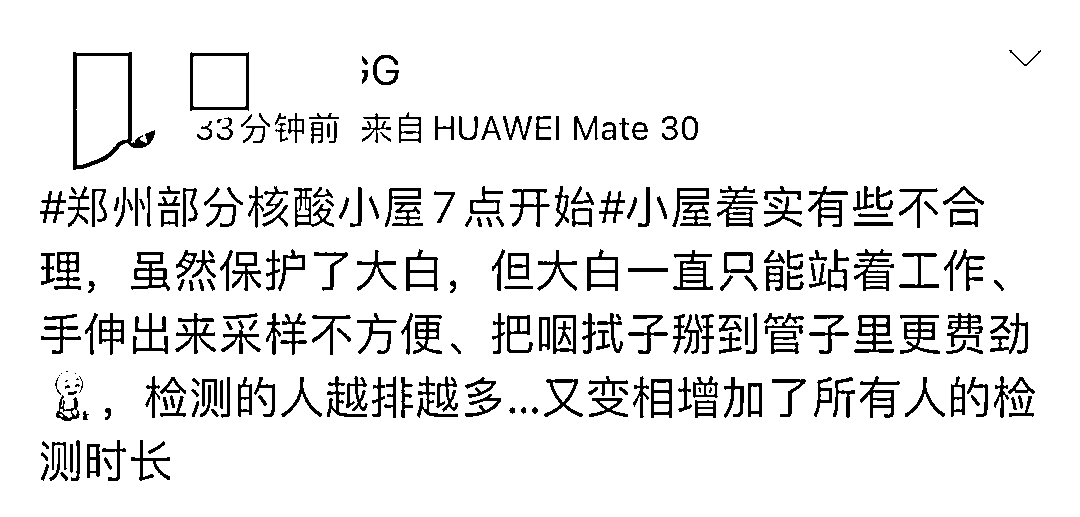 GG
33分钟前 来自 HUAWEI Mate 30
#郑州部分核酸小屋7点开始#小屋着实有些不合
理，虽然保护了大白，但大白一直只能站着工作、
手伸出来采样不方便、把咽拭子掰到管子里更费劲
，检测的人越排越多...又变相增加了所有人的检
测时长